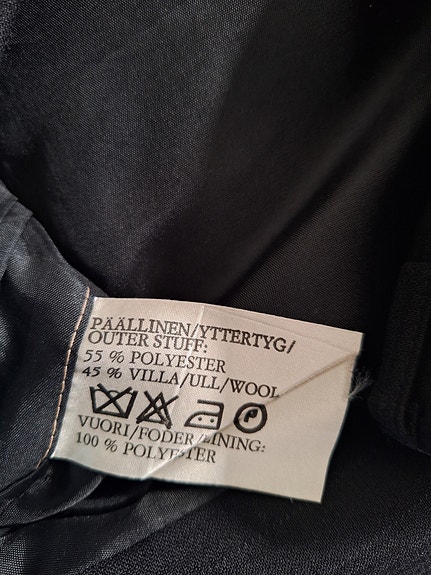 PÄÄLLINEN/YTTERTYG/
OUTER STUFF:
55 % POLYESTER
45 % VILLA/ULL/WOOL
P
VUORI/FODER/LINING:
100 % POLYESTER